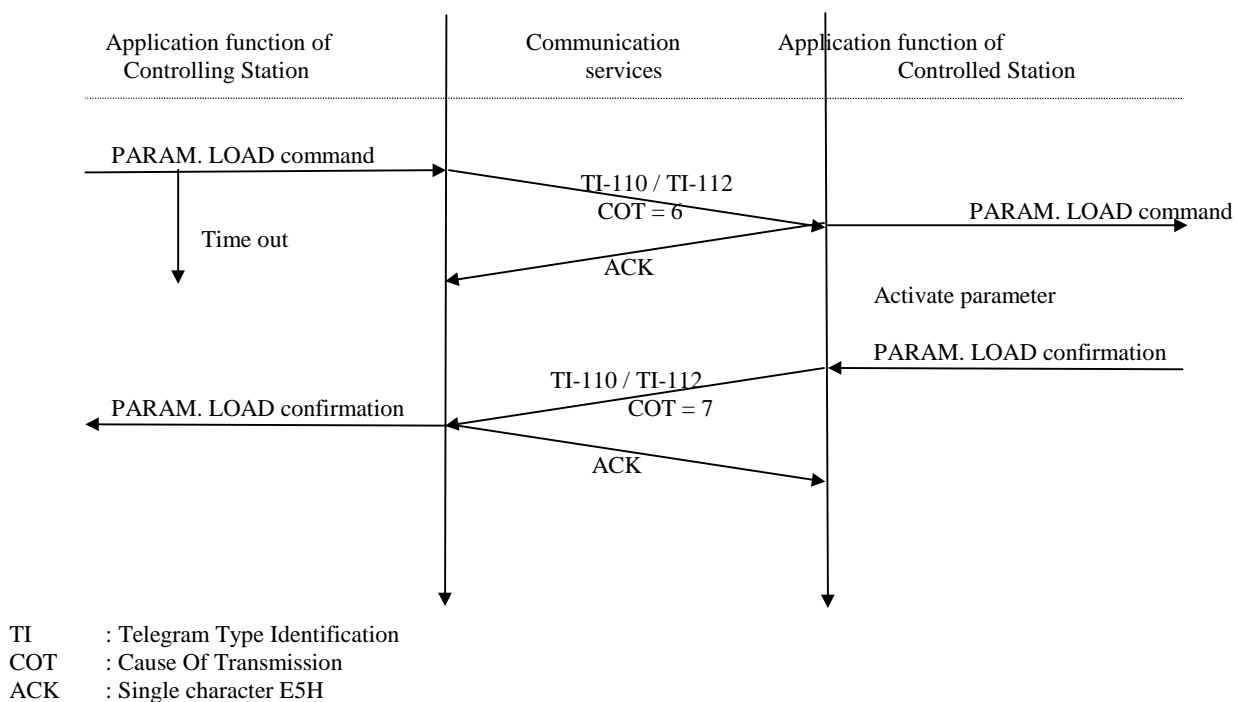 Application function of
Controlling Station
Communication
services
Application function of
Controlled Station
PARAM. LOAD command
TI-110 / TI-112
COT = 6
PARAM. LOAD command
Time out
ACK
Activate parameter
PARAM. LOAD confirmation
TI-110 / TI-112
COT = 7
PARAM. LOAD confirmation
ACK
TI : Telegram Type Identification
COT : Cause Of Transmission
ACK : Single character E5H